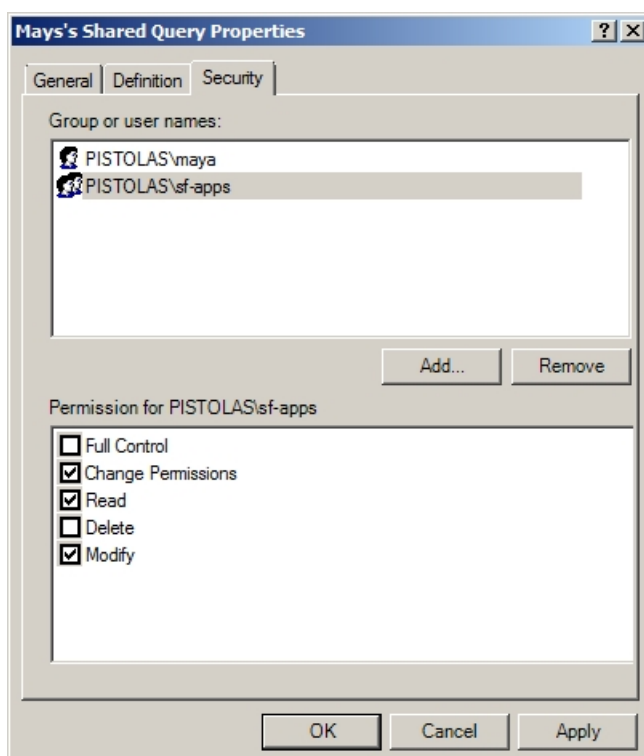 Mays's Shared Query Properties
General Definition Security
Group or user names:
PISTOLAS\maya
PISTOLAS\sf-apps
Add... Remove
Permission for PISTOLAS\sf-apps
Full Control
Change Permissions
Read
Delete
Modify
OK Cancel Apply